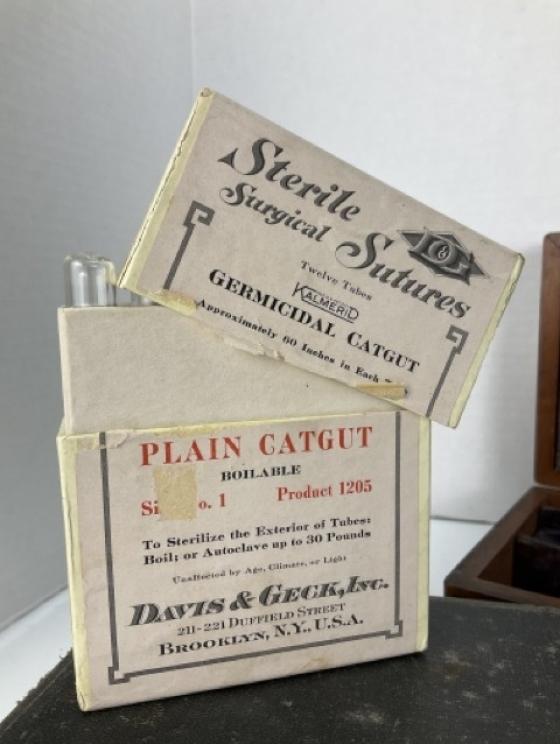 Sterile
Surgical Sutures
D&G
Twelve Tubes
KALMERID
GERMICIDAL CATGUT
Approximately 60 Inches in Each
PLAIN CATGUT
BOILABLE
Si o. 1 Product 1205
To Sterilize the Exterior of Tubes:
Boil; or Autoclave up to 30 Pounds
Unaffected by Age, Climate, or Light
DAVIS & GECK, INC.
211-221 DUFFIELD STREET
BROOKLYN, N.Y., U.S.A.